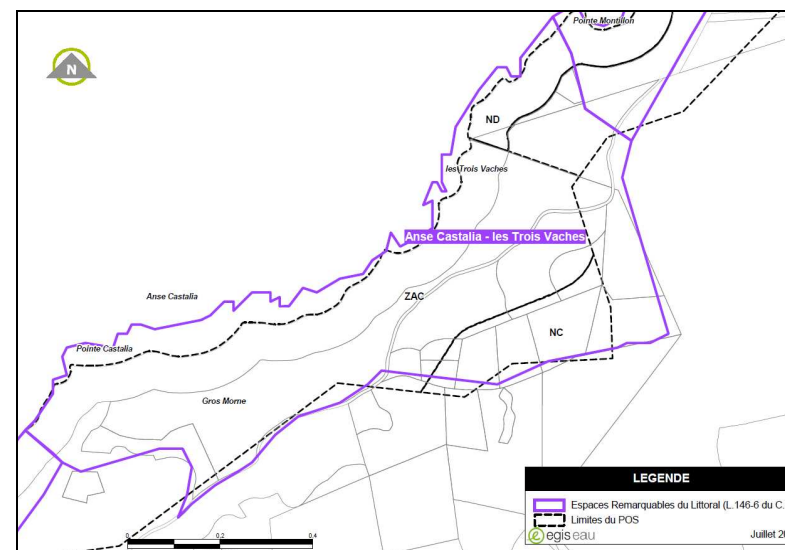 Pointe Montillon
N
ND
les Trois Vaches
Anse Castalia - les Trois Vaches
Anse Castalia
ZAC
NC
Pointe Castalia
Gros Morne
LEGENDE
Espaces Remarquables du Littoral (L.146-6 du C.
Limites du POS
egis eau
Juillet 20
0 0,2 0,4